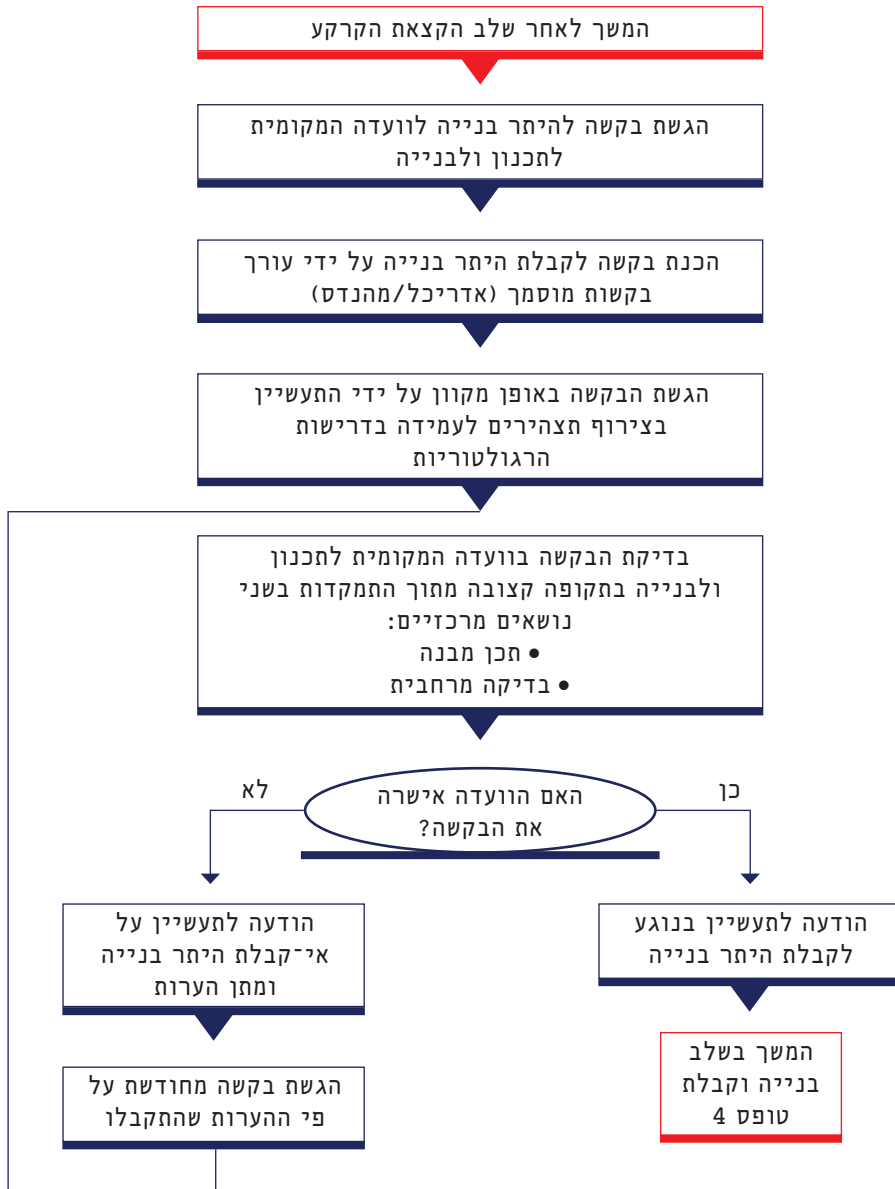 המשך לאחר שלב הקצאת הקרקע
הגשת בקשה להיתר בנייה לוועדה המקומית
לתכנון ולבנייה
הכנת בקשה לקבלת היתר בנייה על ידי עורך
בקשות מוסמך (אדריכל/מהנדס)
הגשת הבקשה באופן מקוון על ידי התעשיין
בצירוף תצהירים לעמידה בדרישות
הרגולטוריות
בדיקת הבקשה בוועדה המקומית לתכנון
ולבנייה בתקופה קצובה מתוך התמקדות בשני
נושאים מרכזיים:
• תכן מבנה
• בדיקה מרחבית
האם הוועדה אישרה
את הבקשה?
כן
הודעה לתעשיין בנוגע
לקבלת היתר בנייה
המשך בשלב
בנייה וקבלת
טופס 4
לא
הודעה לתעשיין על
אי־קבלת היתר בנייה
ומתן הערות
הגשת בקשה מחודשת על
פי ההערות שהתקבלו